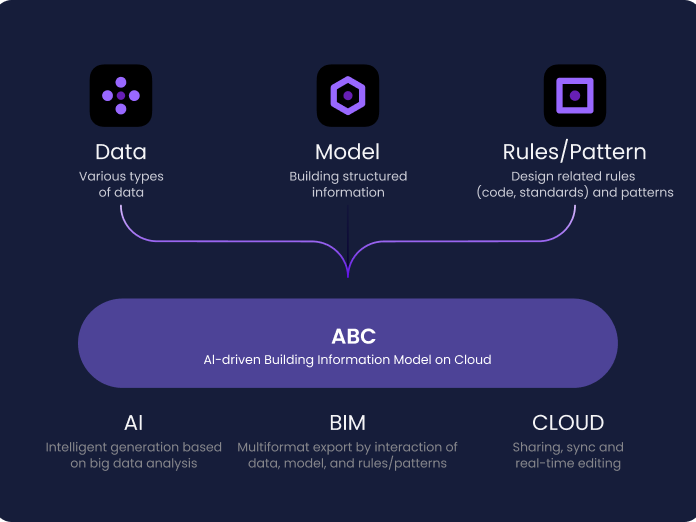 Data
Various types
of data
Model
Building structured
information
Rules/Pattern
Design related rules
(code, standards) and patterns
ABC
AI-driven Building Information Model on Cloud
AI
Intelligent generation based
on big data analysis
BIM
Multiformat export by interaction of
data, model, and rules/patterns
CLOUD
Sharing, sync and
real-time editing